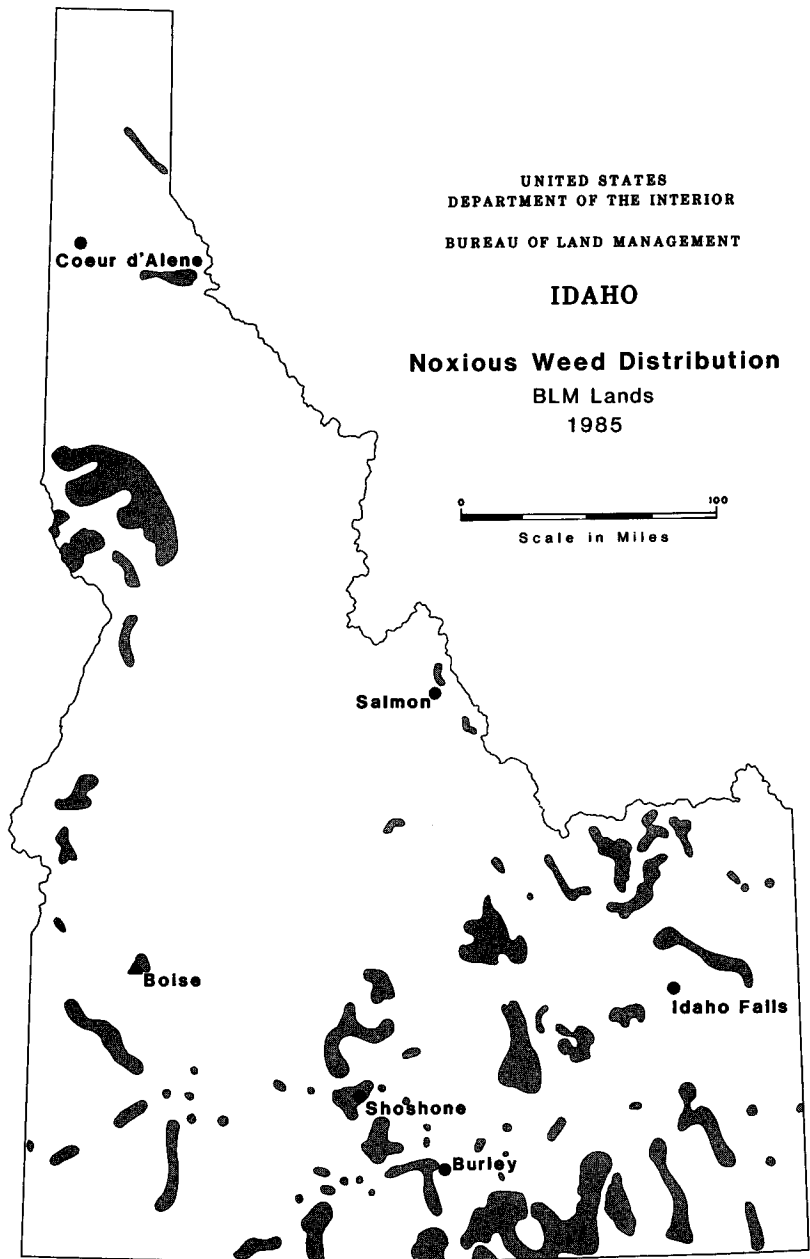 UNITED STATES
DEPARTMENT OF THE INTERIOR
BUREAU OF LAND MANAGEMENT
IDAHO
Noxious Weed Distribution
BLM Lands
1985
0 100
Scale in Miles
Coeur d'Alene
Salmon
Boise
Idaho Falls
Shoshone
Burley